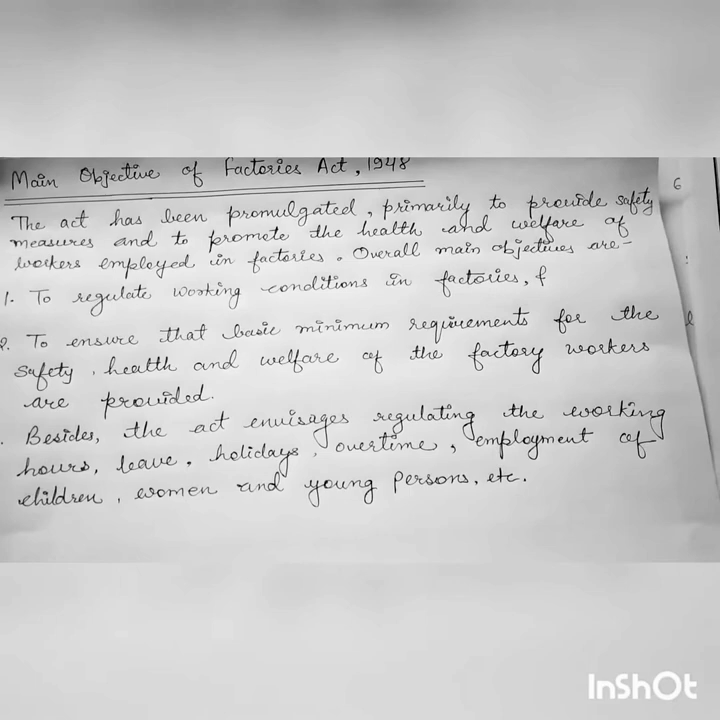 Main Objective of Factories Act, 1948
6
The act has been promulgated, primarily to provide safety
measures and to promote the health and welfare of
workers employed in factories. Overall main objectives are-
1. To regulate working conditions in factories, &
2. To ensure that basic minimum requirements for the
safety, health and welfare of the factory workers
are provided.
. Besides, the act envisages regulating the working
hours, leave, holidays, overtime, employment of
children, women and young persons, etc.
InShOt